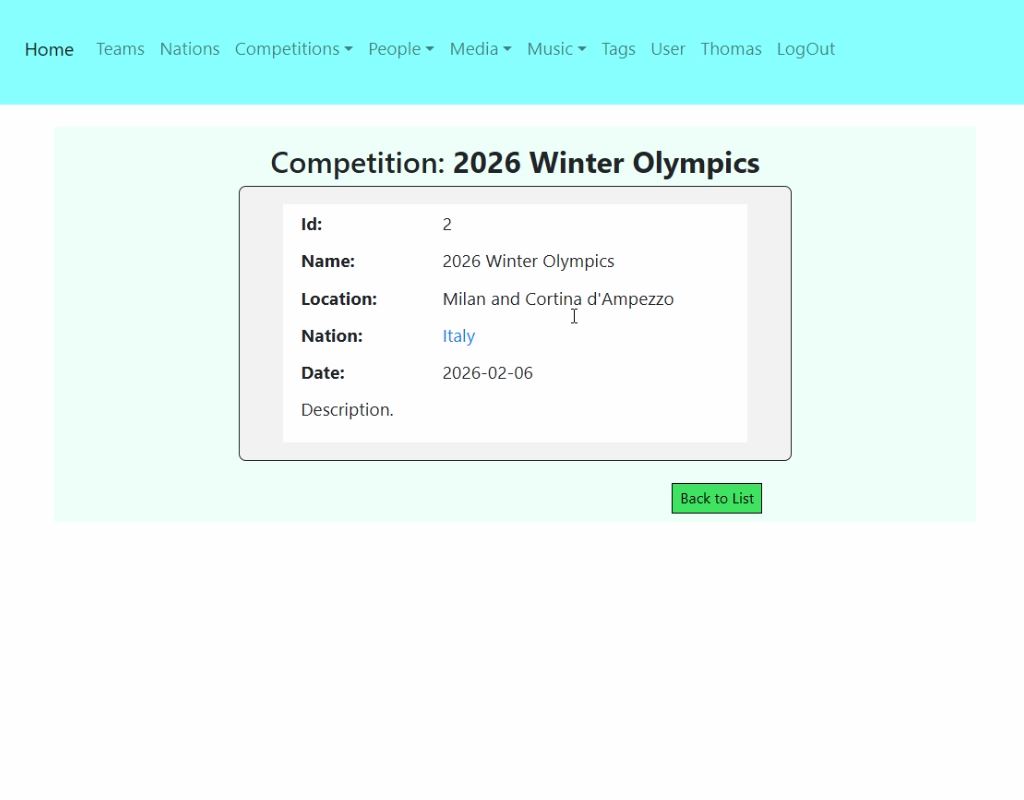 Home Teams Nations Competitions People Media Music Tags User Thomas LogOut
Competition: 2026 Winter Olympics
Id: 2
Name: 2026 Winter Olympics
Location: Milan and Cortina d'Ampezzo
Nation: Italy
Date: 2026-02-06
Description.
Back to List